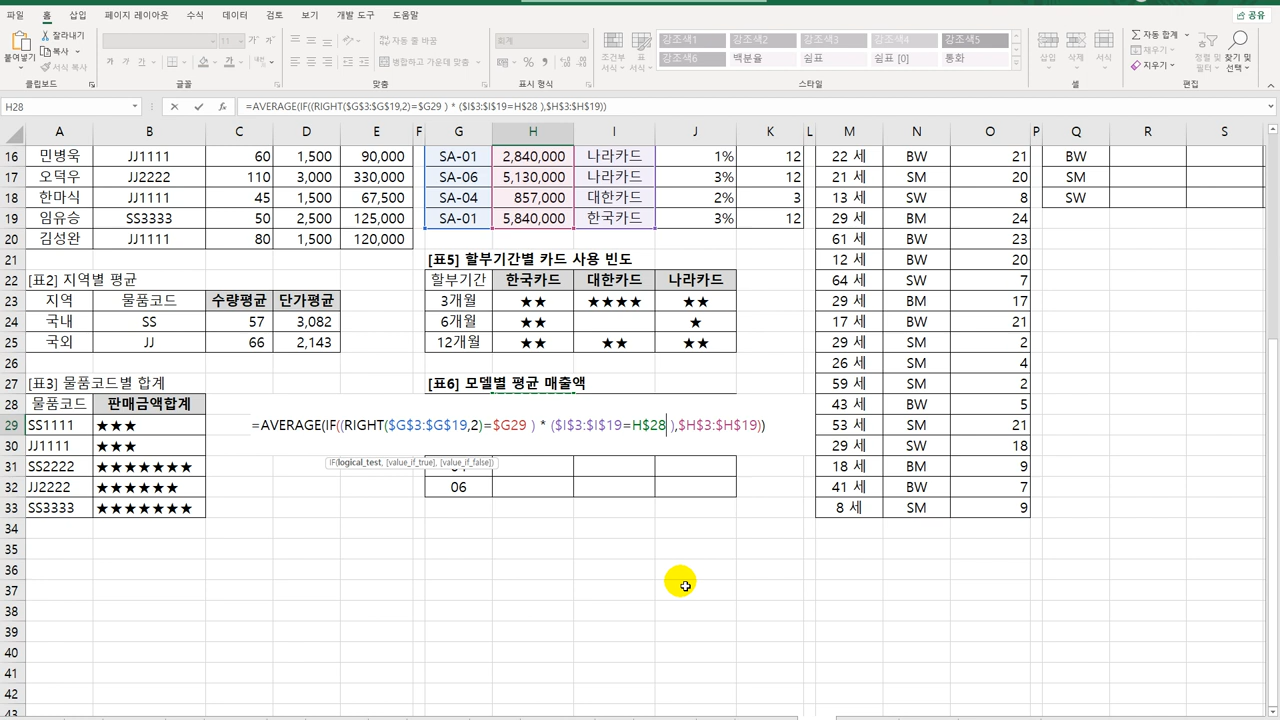 파일 홈 삽입 페이지 레이아웃 수식 데이터 검토 보기 개발 도구 도움말 공유
붙여넣기 잘라내기 복사 서식 복사 클립보드
가 가 가 가 글꼴
자동 줄 바꿈 병합하고 가운데 맞춤 맞춤
회계 % 표시 형식
조건부 서식 표 서식
강조색1 강조색2 강조색3 강조색4 강조색5
강조색6 백분율 쉼표 쉼표 [0] 통화
스타일
삽입 삭제 서식 셀
자동 합계 채우기 지우기 정렬 및 필터 찾기 및 선택 편집
H28 fx =AVERAGE(IF((RIGHT($G$3:$G$19,2)=$G29 ) * ($I$3:$I$19=H$28 ),$H$3:$H$19))
A B C D E F G H I J K L M N O P Q R S
16 민병욱 JJ1111 60 1,500 90,000 SA-01 2,840,000 나라카드 1% 12 22 세 BW 21 BW
17 오덕우 JJ2222 110 3,000 330,000 SA-06 5,130,000 나라카드 3% 12 21 세 SM 20 SM
18 한마식 JJ1111 45 1,500 67,500 SA-04 857,000 대한카드 2% 3 13 세 SW 8 SW
19 임유승 SS3333 50 2,500 125,000 SA-01 5,840,000 한국카드 3% 12 29 세 BM 24
20 김성완 JJ1111 80 1,500 120,000 61 세 BW 23
21 [표5] 할부기간별 카드 사용 빈도 12 세 BW 20
22 [표2] 지역별 평균 할부기간 한국카드 대한카드 나라카드 64 세 SW 7
23 지역 물품코드 수량평균 단가평균 3개월 ★★ ★★★★ ★★ 29 세 BM 17
24 국내 SS 57 3,082 6개월 ★★ ★ 17 세 BW 21
25 국외 JJ 66 2,143 12개월 ★★ ★★ ★★ 29 세 SM 2
26 26 세 SM 4
27 [표3] 물품코드별 합계 [표6] 모델별 평균 매출액 59 세 SM 2
28 물품코드 판매금액합계 43 세 BW 5
29 SS1111 ★★★ =AVERAGE(IF((RIGHT($G$3:$G$19,2)=$G29 ) * ($I$3:$I$19=H$28 ),$H$3:$H$19)) 53 세 BM 21
30 JJ1111 ★★★ 29 세 SW 18
IF(logical_test, [value_if_true], [value_if_false])
31 SS2222 ★★★★★★★ 18 세 BM 9
32 JJ2222 ★★★★★★ 06 41 세 BW 7
33 SS3333 ★★★★★★★ 8 세 SM 9
34
35
36
37
38
39
40
41
42
43